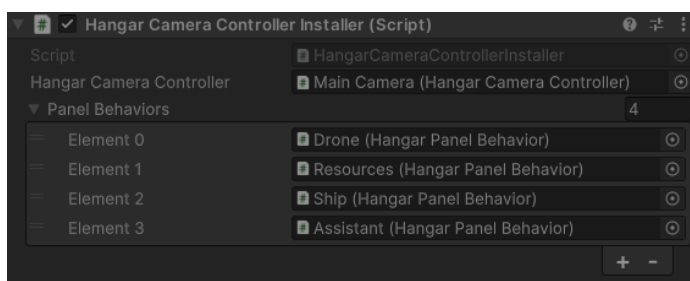 # Hangar Camera Controller Installer (Script)
Script # HangarCameraControllerInstaller
Hangar Camera Controller # Main Camera (Hangar Camera Controller)
Panel Behaviors 4
Element 0 # Drone (Hangar Panel Behavior)
Element 1 # Resources (Hangar Panel Behavior)
Element 2 # Ship (Hangar Panel Behavior)
Element 3 # Assistant (Hangar Panel Behavior)
+ -